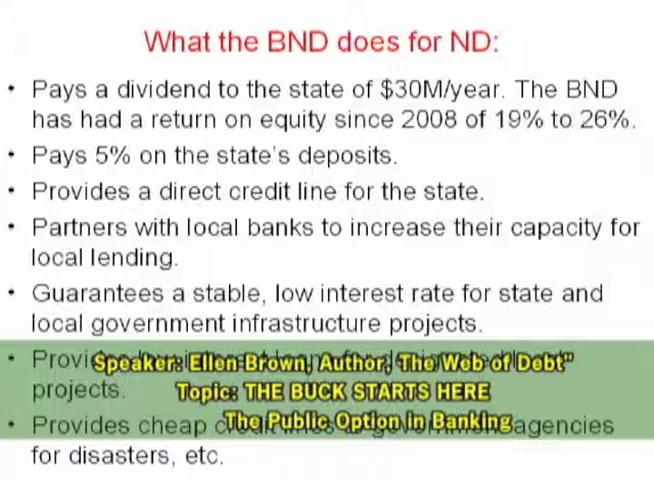 What the BND does for ND:
• Pays a dividend to the state of $30M/year. The BND
has had a return on equity since 2008 of 19% to 26%.
• Pays 5% on the state's deposits.
• Provides a direct credit line for the state.
• Partners with local banks to increase their capacity for
local lending.
• Guarantees a stable, low interest rate for state and
local government infrastructure projects.
Speaker: Ellen Brown, Author, The Web of Debt"
projects.
Topic: THE BUCK STARTS HERE
• Provides cheap agencies
The Public Option in Banking
for disasters, etc.